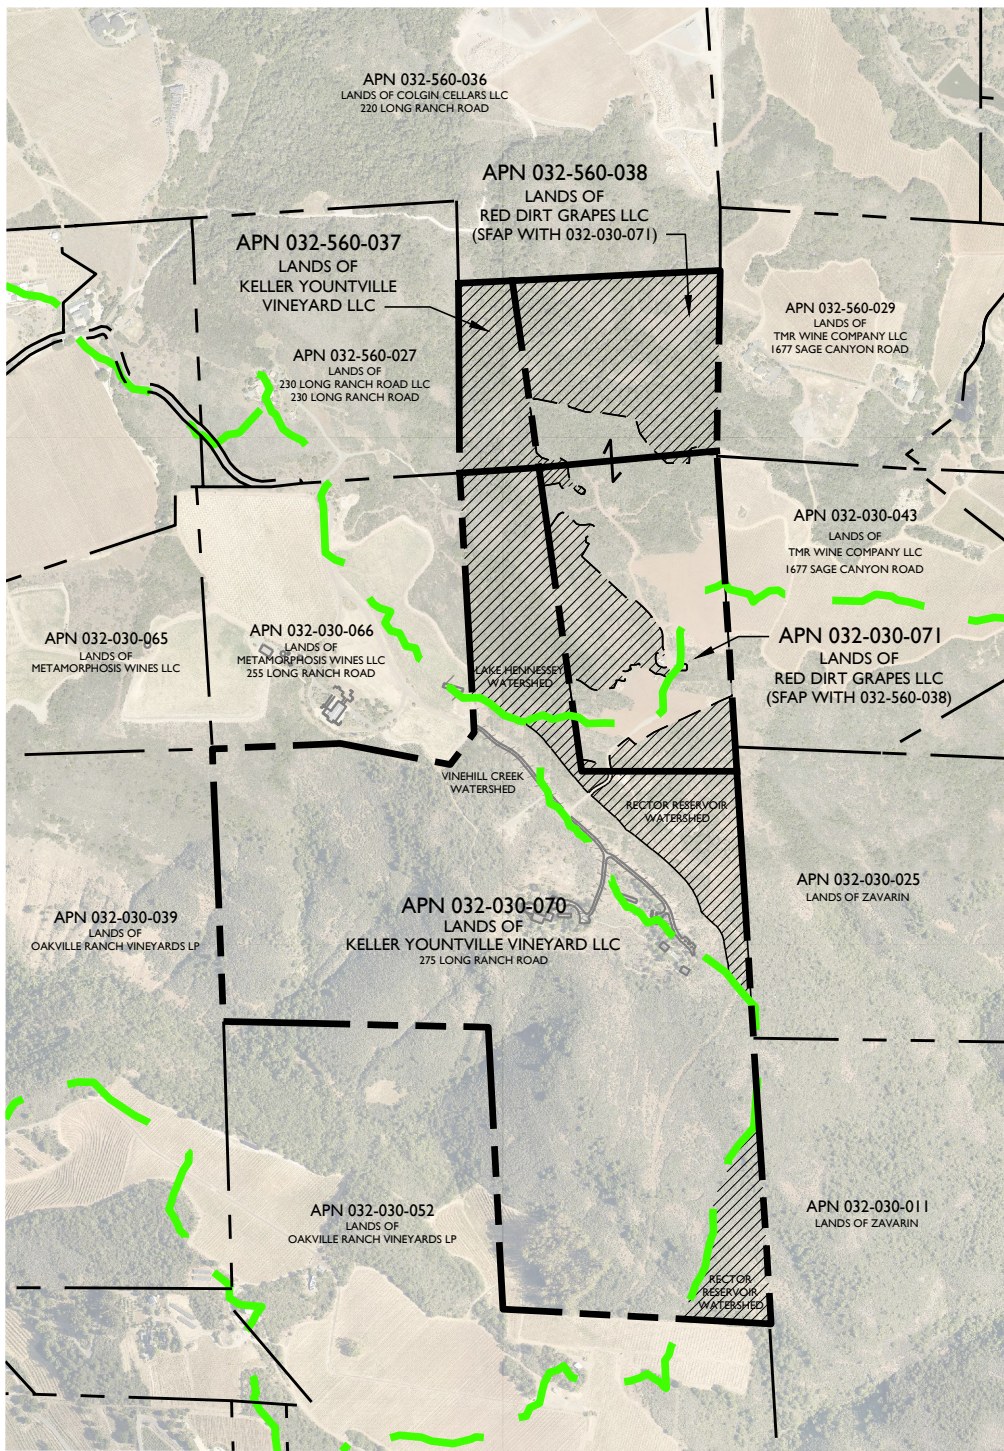 APN 032-560-036
LANDS OF COLGIN CELLARS LLC
220 LONG RANCH ROAD
APN 032-560-038
LANDS OF
RED DIRT GRAPES LLC
(SFAP WITH 032-030-071)
APN 032-560-037
LANDS OF
KELLER YOUNTVILLE
VINEYARD LLC
APN 032-560-029
LANDS OF
TMR WINE COMPANY LLC
1677 SAGE CANYON ROAD
APN 032-560-027
LANDS OF
230 LONG RANCH ROAD LLC
230 LONG RANCH ROAD
APN 032-030-043
LANDS OF
TMR WINE COMPANY LLC
1677 SAGE CANYON ROAD
APN 032-030-065
LANDS OF
METAMORPHOSIS WINES LLC
APN 032-030-066
LANDS OF
METAMORPHOSIS WINES LLC
255 LONG RANCH ROAD
LAKE HENNESSEY
WATERSHED
APN 032-030-071
LANDS OF
RED DIRT GRAPES LLC
(SFAP WITH 032-560-038)
VINEHILL CREEK
WATERSHED
RECTOR RESERVOIR
WATERSHED
APN 032-030-025
LANDS OF ZAVARIN
APN 032-030-039
LANDS OF
OAKVILLE RANCH VINEYARDS LP
APN 032-030-070
LANDS OF
KELLER YOUNTVILLE VINEYARD LLC
275 LONG RANCH ROAD
APN 032-030-052
LANDS OF
OAKVILLE RANCH VINEYARDS LP
APN 032-030-011
LANDS OF ZAVARIN
RECTOR
RESERVOIR
WATERSHED